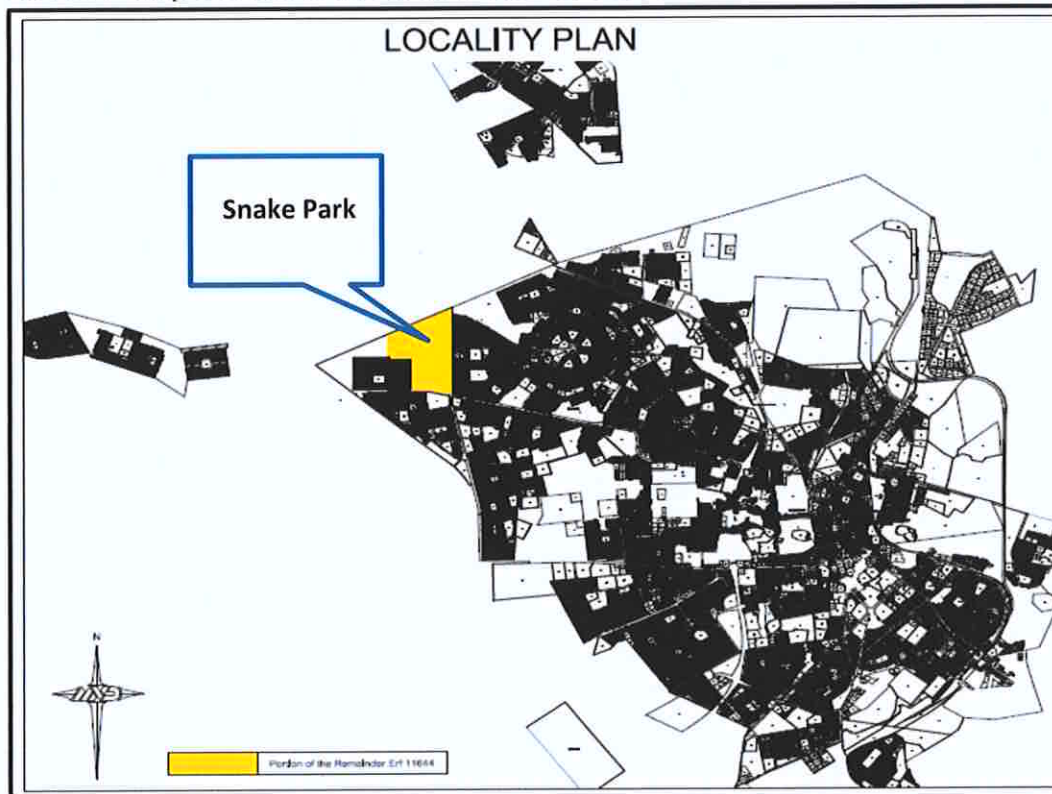 LOCALITY PLAN
Snake Park
N
Portion of the Remainder Erf 11644